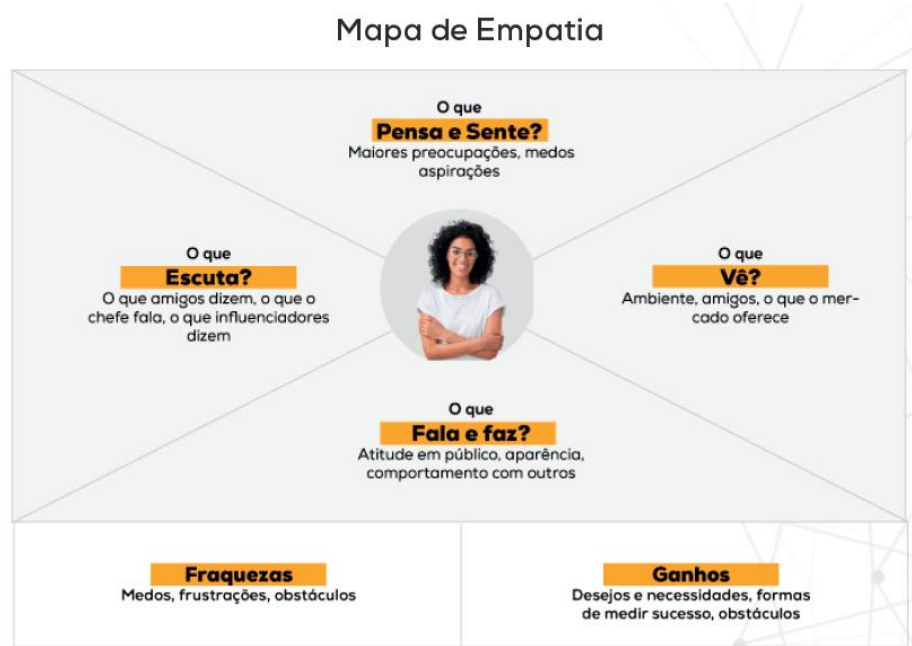 Mapa de Empatia
O que
Pensa e Sente?
Maiores preocupações, medos
aspirações
O que
Escuta?
O que amigos dizem, o que o
chefe fala, o que influenciadores
dizem
O que
Vê?
Ambiente, amigos, o que o mer-
cado oferece
O que
Fala e faz?
Atitude em público, aparência,
comportamento com outros
Fraquezas
Medos, frustrações, obstáculos
Ganhos
Desejos e necessidades, formas
de medir sucesso, obstáculos